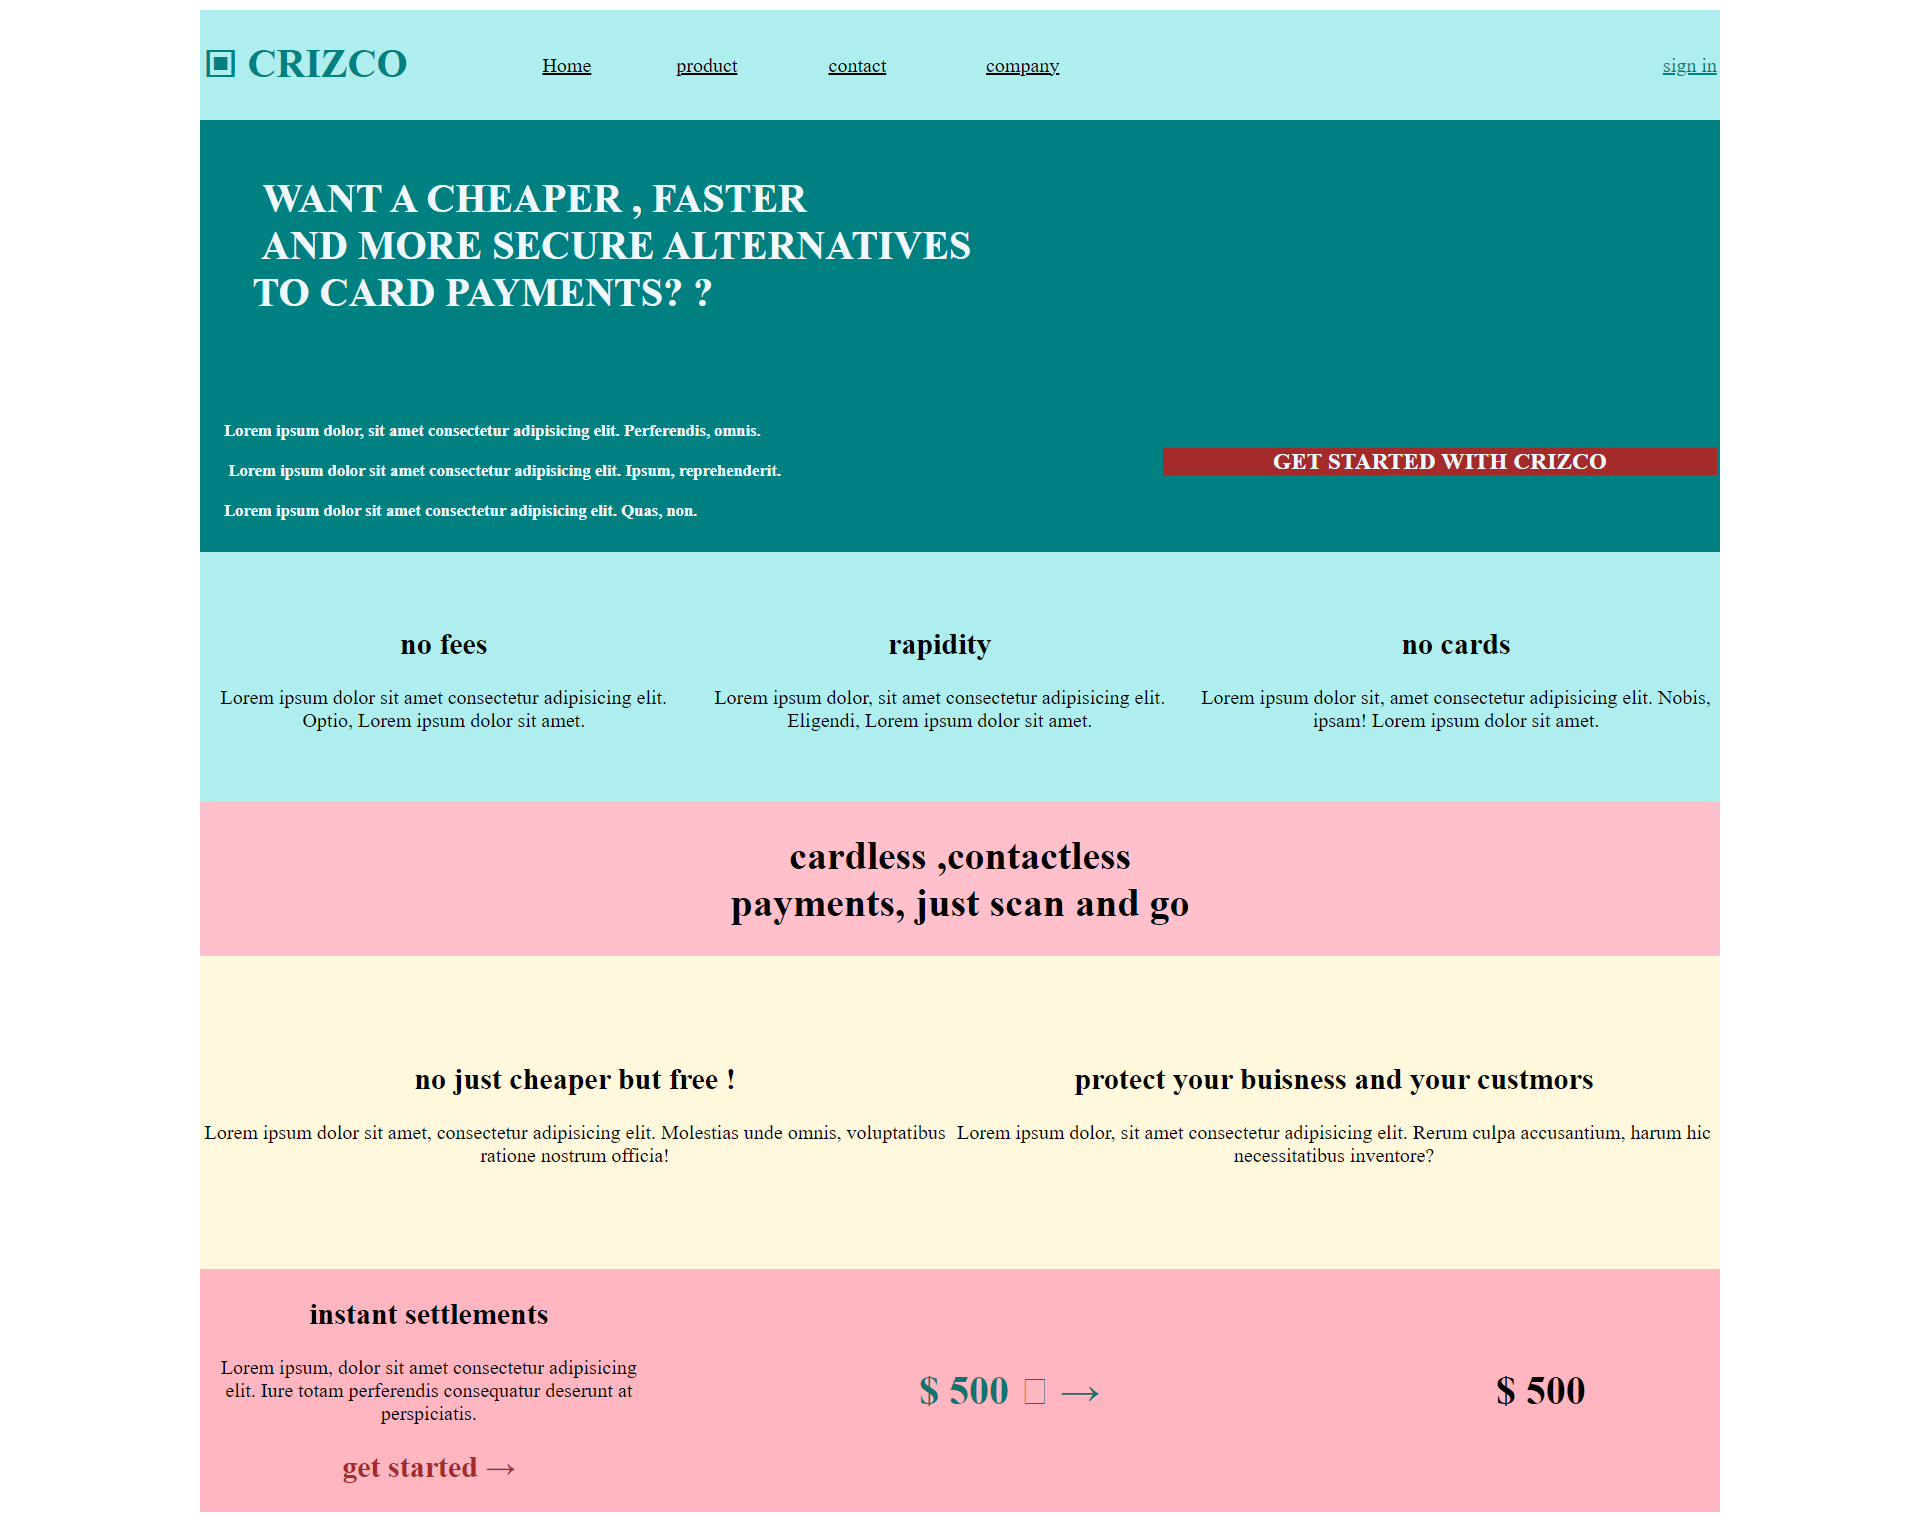 ▣ CRIZCO
Home product contact company sign in
WANT A CHEAPER , FASTER
AND MORE SECURE ALTERNATIVES
TO CARD PAYMENTS? ?
Lorem ipsum dolor, sit amet consectetur adipisicing elit. Perferendis, omnis.
Lorem ipsum dolor sit amet consectetur adipisicing elit. Ipsum, reprehenderit.
Lorem ipsum dolor sit amet consectetur adipisicing elit. Quas, non.
GET STARTED WITH CRIZCO
no fees
Lorem ipsum dolor sit amet consectetur adipisicing elit.
Optio, Lorem ipsum dolor sit amet.
rapidity
Lorem ipsum dolor, sit amet consectetur adipisicing elit.
Eligendi, Lorem ipsum dolor sit amet.
no cards
Lorem ipsum dolor sit, amet consectetur adipisicing elit. Nobis,
ipsam! Lorem ipsum dolor sit amet.
cardless ,contactless
payments, just scan and go
no just cheaper but free !
Lorem ipsum dolor sit amet, consectetur adipisicing elit. Molestias unde omnis, voluptatibus
ratione nostrum officia!
protect your buisness and your custmors
Lorem ipsum dolor, sit amet consectetur adipisicing elit. Rerum culpa accusantium, harum hic
necessitatibus inventore?
instant settlements
Lorem ipsum, dolor sit amet consectetur adipisicing
elit. Iure totam perferendis consequatur deserunt at
perspiciatis.
get started →
$ 500 → 
$ 500